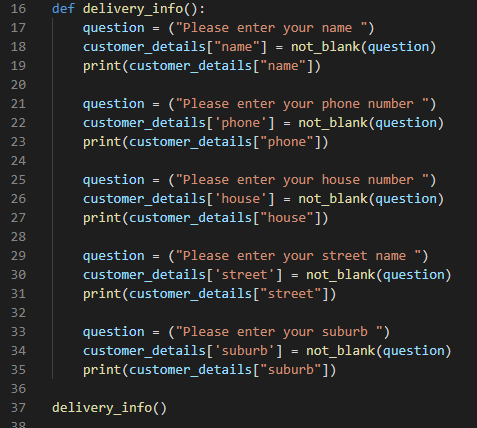 16 def delivery_info():
17     question = ("Please enter your name ")
18     customer_details["name"] = not_blank(question)
19     print(customer_details["name"])
20
21     question = ("Please enter your phone number ")
22     customer_details['phone'] = not_blank(question)
23     print(customer_details["phone"])
24
25     question = ("Please enter your house number ")
26     customer_details['house'] = not_blank(question)
27     print(customer_details["house"])
28
29     question = ("Please enter your street name ")
30     customer_details['street'] = not_blank(question)
31     print(customer_details["street"])
32
33     question = ("Please enter your suburb ")
34     customer_details['suburb'] = not_blank(question)
35     print(customer_details["suburb"])
36
37 delivery_info()
38